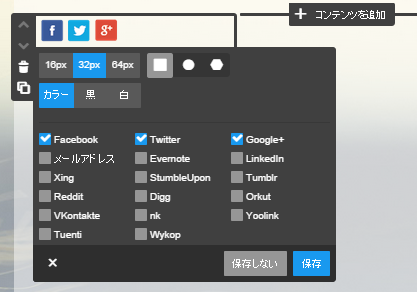 コンテンツを追加
16px 32px 64px
カラー 黒 白
Facebook Twitter Google+
メールアドレス Evernote LinkedIn
Xing StumbleUpon Tumblr
Reddit Digg Orkut
VKontakte nk Yoolink
Tuenti Wykop
保存しない 保存